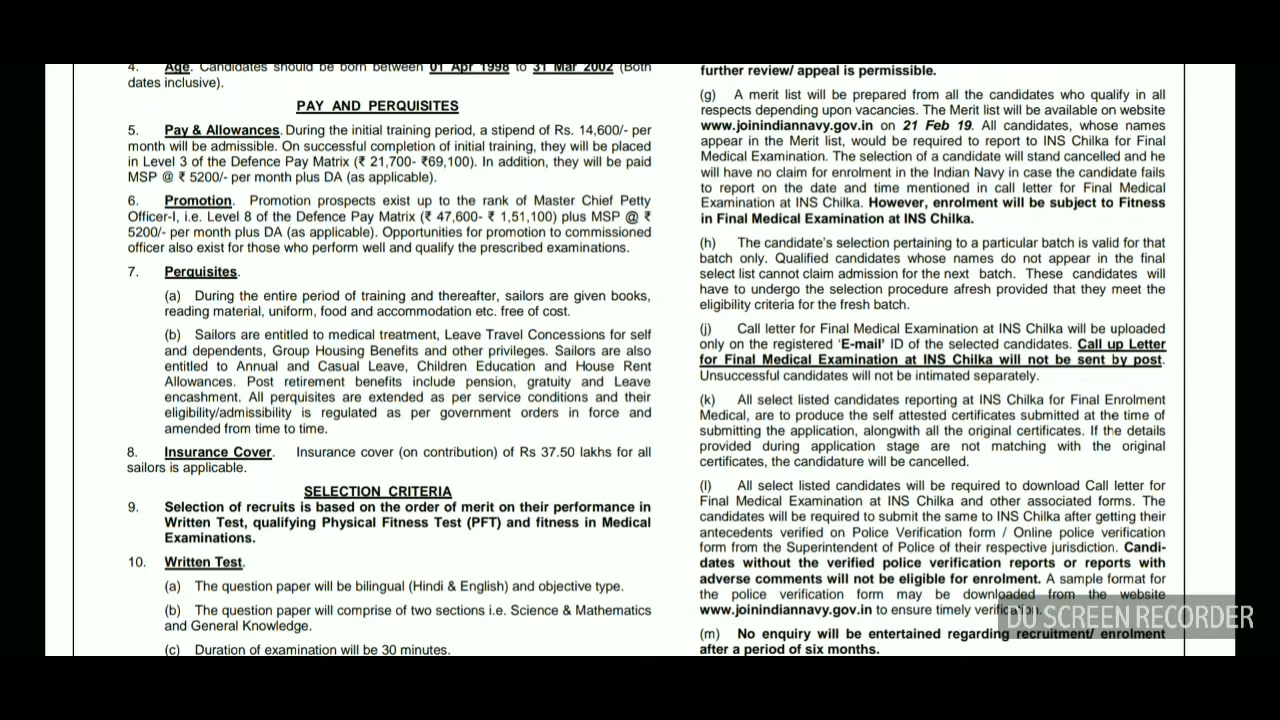 4. Age. Candidates should be born between 01 Apr 1998 to 31 Mar 2002 (Both
dates inclusive).
PAY AND PERQUISITES
5. Pay & Allowances. During the initial training period, a stipend of Rs. 14,600/- per
month will be admissible. On successful completion of initial training, they will be placed
in Level 3 of the Defence Pay Matrix (₹ 21,700- ₹69,100). In addition, they will be paid
MSP @ ₹ 5200/- per month plus DA (as applicable).
6. Promotion. Promotion prospects exist up to the rank of Master Chief Petty
Officer-I, i.e. Level 8 of the Defence Pay Matrix (₹ 47,600- ₹ 1,51,100) plus MSP @ ₹
5200/- per month plus DA (as applicable). Opportunities for promotion to commissioned
officer also exist for those who perform well and qualify the prescribed examinations.
7. Perquisites.
(a) During the entire period of training and thereafter, sailors are given books,
reading material, uniform, food and accommodation etc. free of cost.
(b) Sailors are entitled to medical treatment, Leave Travel Concessions for self
and dependents, Group Housing Benefits and other privileges. Sailors are also
entitled to Annual and Casual Leave, Children Education and House Rent
Allowances. Post retirement benefits include pension, gratuity and Leave
encashment. All perquisites are extended as per service conditions and their
eligibility/admissibility is regulated as per government orders in force and
amended from time to time.
8. Insurance Cover. Insurance cover (on contribution) of Rs 37.50 lakhs for all
sailors is applicable.
SELECTION CRITERIA
9. Selection of recruits is based on the order of merit on their performance in
Written Test, qualifying Physical Fitness Test (PFT) and fitness in Medical
Examinations.
10. Written Test.
(a) The question paper will be bilingual (Hindi & English) and objective type.
(b) The question paper will comprise of two sections i.e. Science & Mathematics
and General Knowledge.
(c) Duration of examination will be 30 minutes.
further review/ appeal is permissible.
(g) A merit list will be prepared from all the candidates who qualify in all
respects depending upon vacancies. The Merit list will be available on website
www.joinindiannavy.gov.in on 21 Feb 19. All candidates, whose names
appear in the Merit list, would be required to report to INS Chilka for Final
Medical Examination. The selection of a candidate will stand cancelled and he
will have no claim for enrolment in the Indian Navy in case the candidate fails
to report on the date and time mentioned in call letter for Final Medical
Examination at INS Chilka. However, enrolment will be subject to Fitness
in Final Medical Examination at INS Chilka.
(h) The candidate's selection pertaining to a particular batch is valid for that
batch only. Qualified candidates whose names do not appear in the final
select list cannot claim admission for the next batch. These candidates will
have to undergo the selection procedure afresh provided that they meet the
eligibility criteria for the fresh batch.
(j) Call letter for Final Medical Examination at INS Chilka will be uploaded
only on the registered 'E-mail' ID of the selected candidates. Call up Letter
for Final Medical Examination at INS Chilka will not be sent by post.
Unsuccessful candidates will not be intimated separately.
(k) All select listed candidates reporting at INS Chilka for Final Enrolment
Medical, are to produce the self attested certificates submitted at the time of
submitting the application, alongwith all the original certificates. If the details
provided during application stage are not matching with the original
certificates, the candidature will be cancelled.
(l) All select listed candidates will be required to download Call letter for
Final Medical Examination at INS Chilka and other associated forms. The
candidates will be required to submit the same to INS Chilka after getting their
antecedents verified on Police Verification form / Online police verification
form from the Superintendent of Police of their respective jurisdiction. Candi-
dates without the verified police verification reports or reports with
adverse comments will not be eligible for enrolment. A sample format for
the police verification form may be downloaded from the website
www.joinindiannavy.gov.in to ensure timely verification.
(m) No enquiry will be entertained regarding recruitment/ enrolment
after a period of six months.
DU SCREEN RECORDER